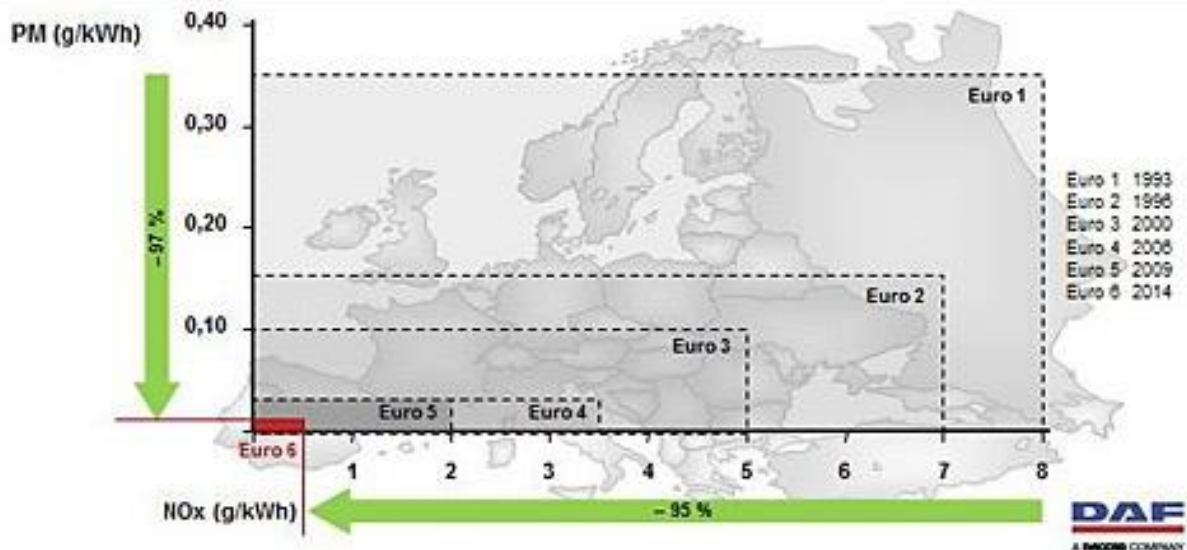 PM (g/kWh)
0,40
0,30
0,20
0,10
– 97 %
Euro 1
Euro 2
Euro 3
Euro 5
Euro 4
Euro 6
1 2 3 4 5 6 7 8
NOx (g/kWh)
– 95 %
Euro 1 1993
Euro 2 1996
Euro 3 2000
Euro 4 2006
Euro 5 2009
Euro 6 2014
DAF
A PACCAR COMPANY